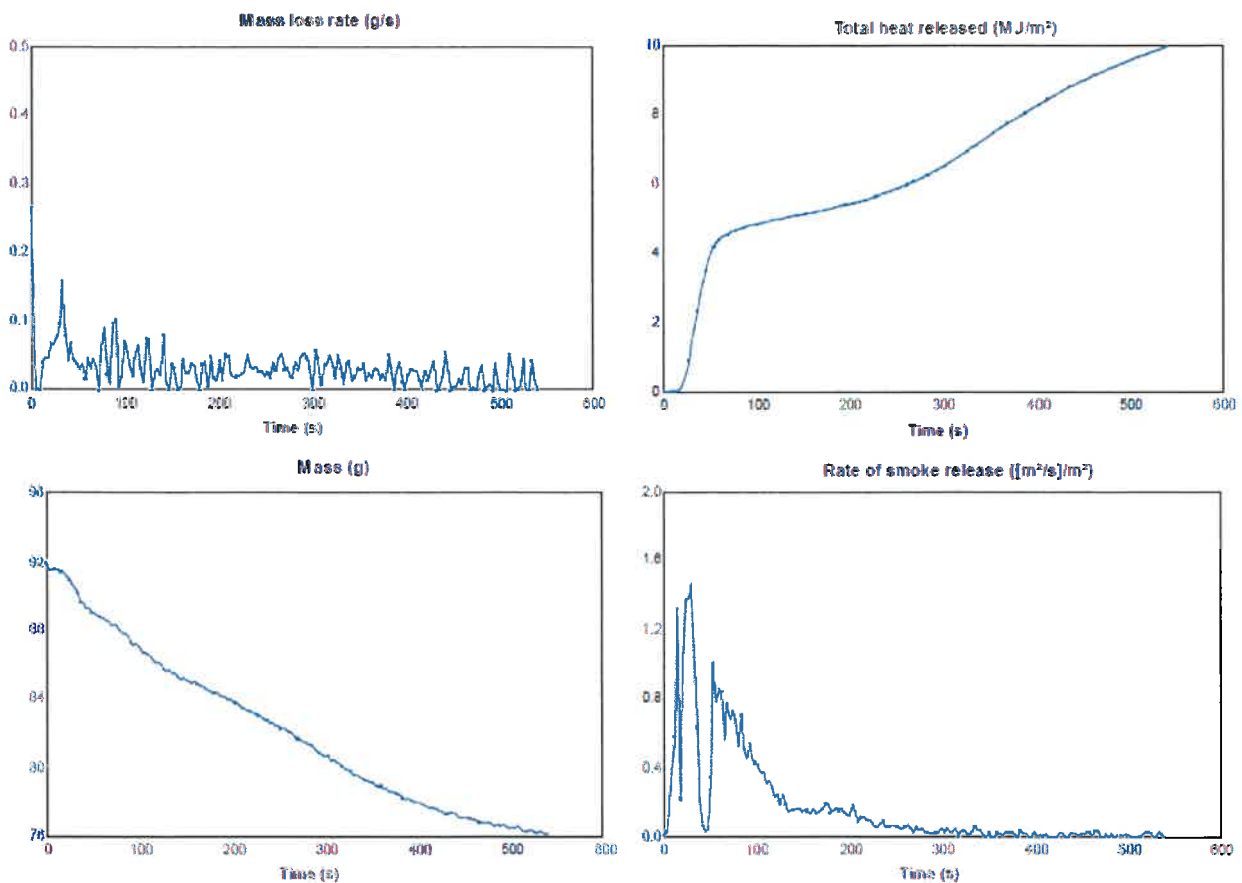 Mass loss rate (g/s)
0.5
0.4
0.3
0.2
0.1
0.0
0 100 200 300 400 500 600
Time (s)
Total heat released (MJ/m²)
10
8
6
4
2
0
0 100 200 300 400 500 600
Time (s)
Mass (g)
96
92
88
84
80
76
0 100 200 300 400 500 600
Time (s)
Rate of smoke release ([m²/s]/m²)
2.0
1.6
1.2
0.8
0.4
0.0
0 100 200 300 400 500 600
Time (s)